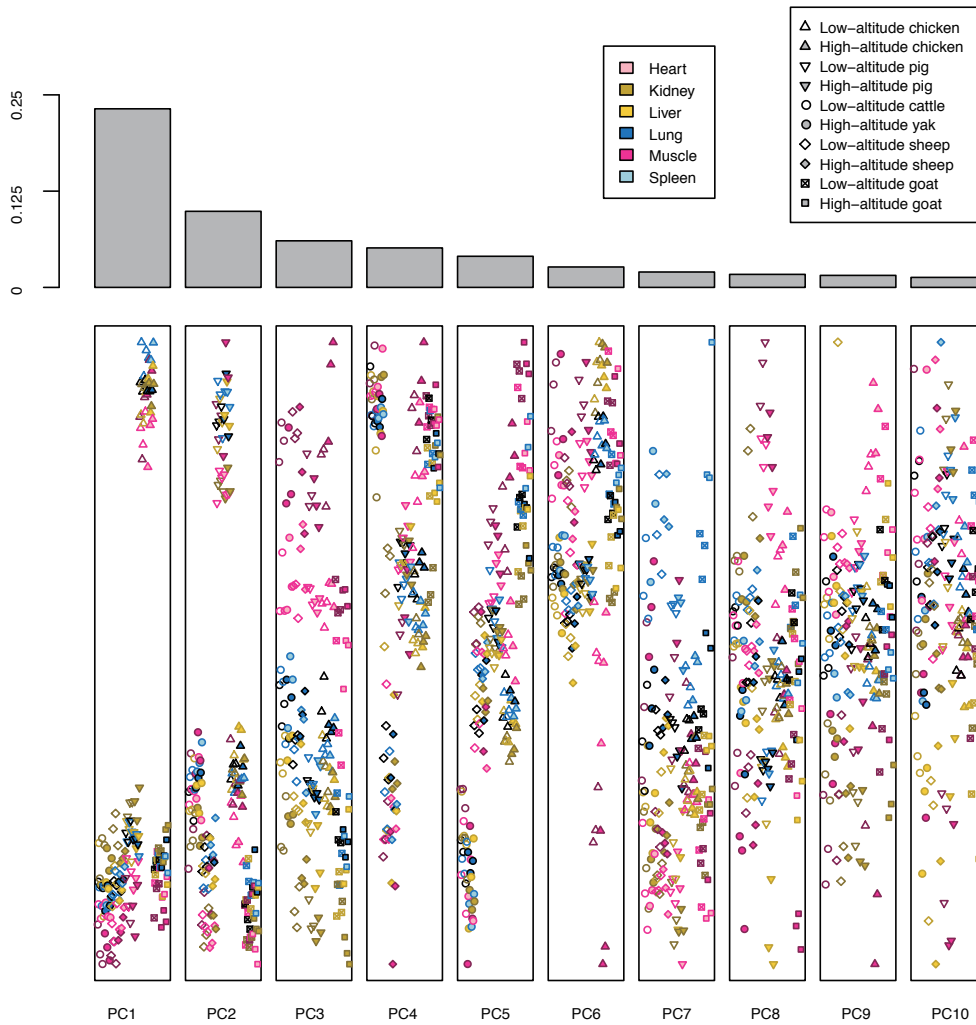 Low−altitude chicken
High−altitude chicken
Low−altitude pig
High−altitude pig
Low−altitude cattle
High−altitude yak
Low−altitude sheep
High−altitude sheep
Low−altitude goat
High−altitude goat
Heart
Kidney
Liver
Lung
Muscle
Spleen
0.25
0.125
0
PC1 PC2 PC3 PC4 PC5 PC6 PC7 PC8 PC9 PC10